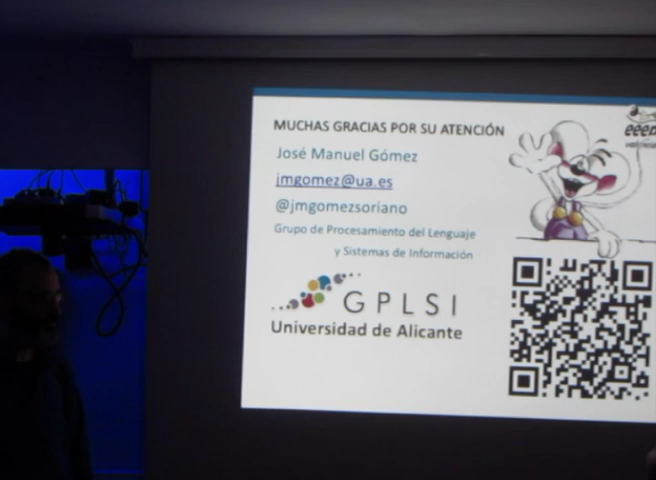 MUCHAS GRACIAS POR SU ATENCIÓN
José Manuel Gómez
jmgomez@ua.es
@jmgomezsoriano
Grupo de Procesamiento del Lenguaje
y Sistemas de Información
GPLSI
Universidad de Alicante